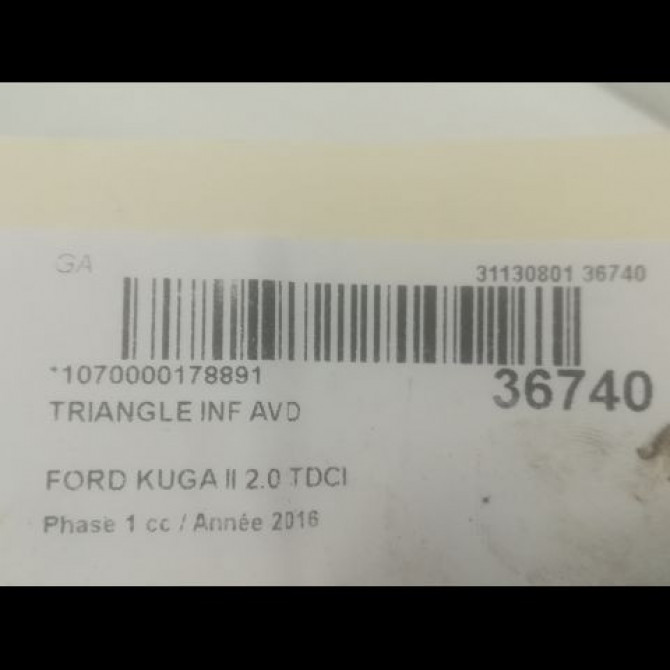 GA
31130801 36740
*1070000178891
36740
TRIANGLE INF AVD
FORD KUGA II 2.0 TDCI
Phase 1 cc / Année 2016